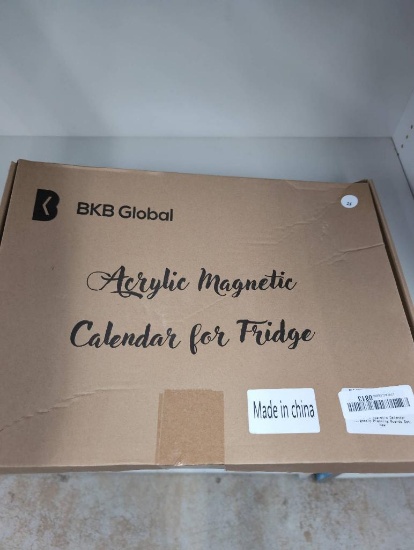 BKB Global
Acrylic Magnetic
Calendar for Fridge
Made in china